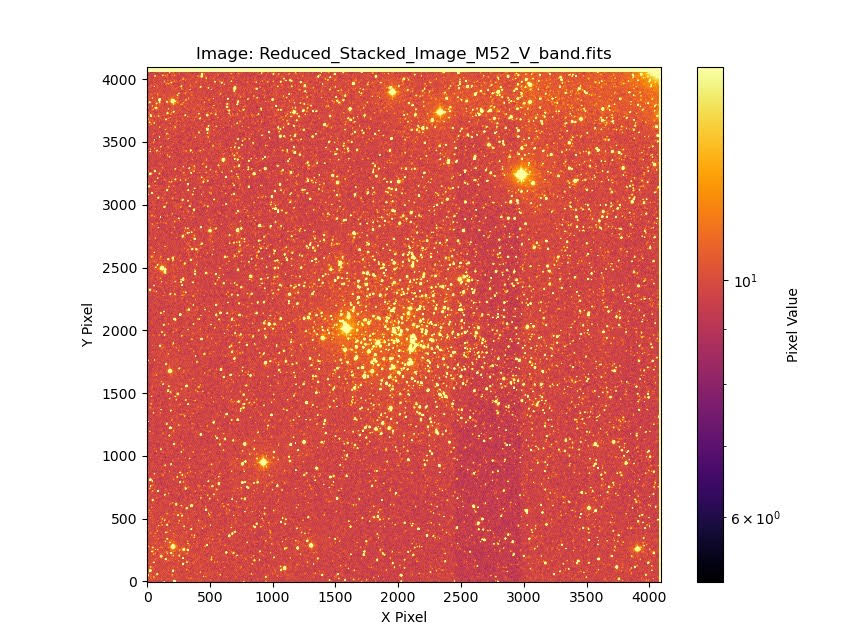 Image: Reduced_Stacked_Image_M52_V_band.fits
4000
3500
3000
2500
2000
1500
1000
500
0
Y Pixel
0 500 1000 1500 2000 2500 3000 3500 4000
X Pixel
10¹
6 × 10⁰
Pixel Value